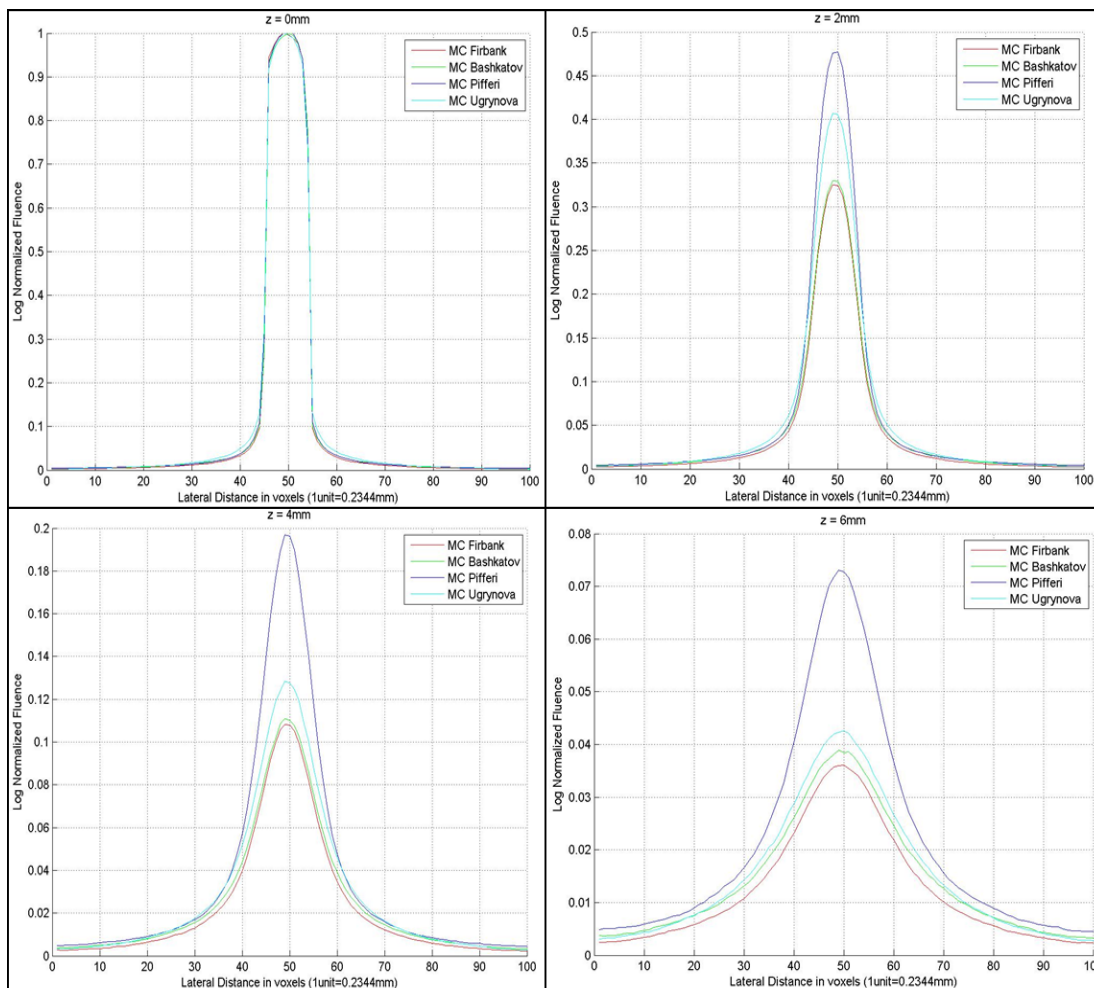 z = 0mm
1
0.9
0.8
0.7
0.6
0.5
0.4
0.3
0.2
0.1
0
Log Normalized Fluence
MC Firbank
MC Bashkatov
MC Pifferi
MC Ugrynova
10 20 30 40 50 60 70 80 90 100
Lateral Distance in voxels (1unit=0.2344mm)
z = 2mm
0.5
0.45
0.4
0.35
0.3
0.25
0.2
0.15
0.1
0.05
0
Log Normalized Fluence
MC Firbank
MC Bashkatov
MC Pifferi
MC Ugrynova
0 10 20 30 40 50 60 70 80 90 100
Lateral Distance in voxels (1unit=0.2344mm)
z = 4mm
0.2
0.18
0.16
0.14
0.12
0.1
0.08
0.06
0.04
0.02
0
Log Normalized Fluence
MC Firbank
MC Bashkatov
MC Pifferi
MC Ugrynova
0 10 20 30 40 50 60 70 80 90 100
Lateral Distance in voxels (1unit=0.2344mm)
z = 6mm
0.08
0.07
0.06
0.05
0.04
0.03
0.02
0.01
0
Log Normalized Fluence
MC Firbank
MC Bashkatov
MC Pifferi
MC Ugrynova
0 10 20 30 40 50 60 70 80 90 100
Lateral Distance in voxels (1unit=0.2344mm)